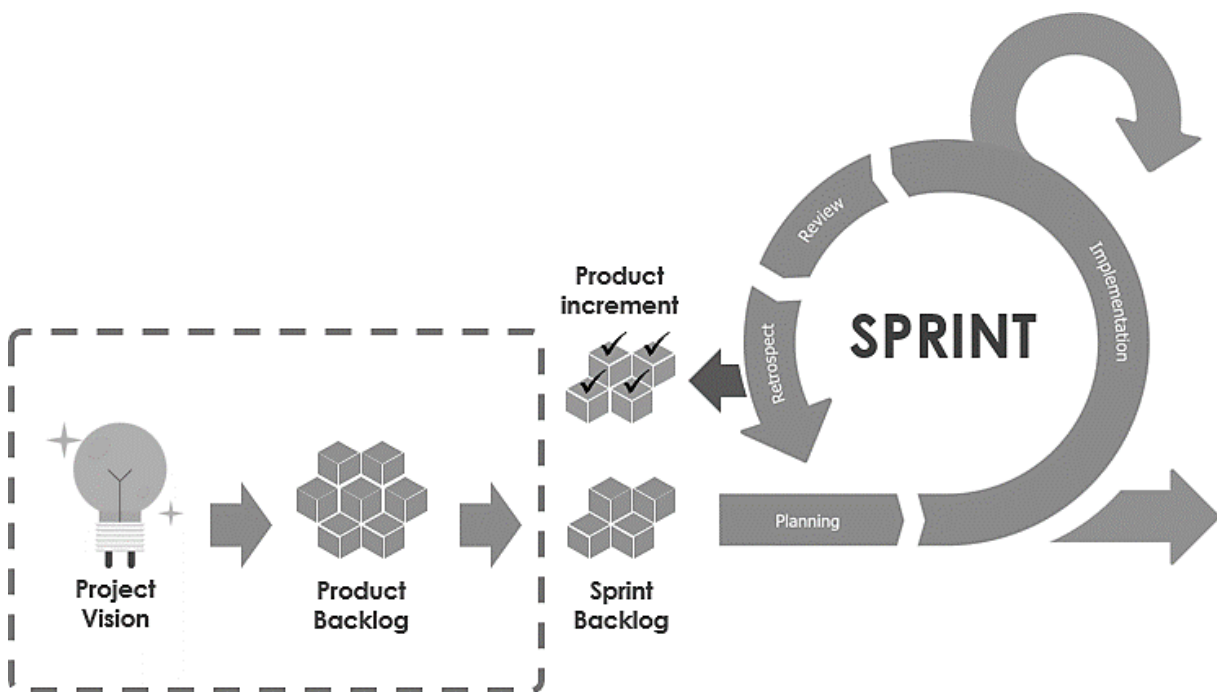 Project
Vision
Product
Backlog
Product
increment
Sprint
Backlog
Planning
Implementation
Review
Retrospect
SPRINT